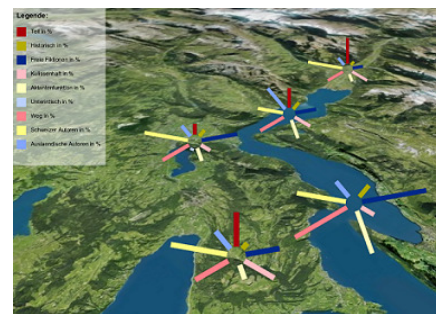 Legende:
Tell in %
Historisch in %
Freie Fiktionen in %
Kulissenhaft in %
Aktantenfunktion in %
Unterirdisch in %
Weg in %
Schweizer Autoren in %
Ausländische Autoren in %